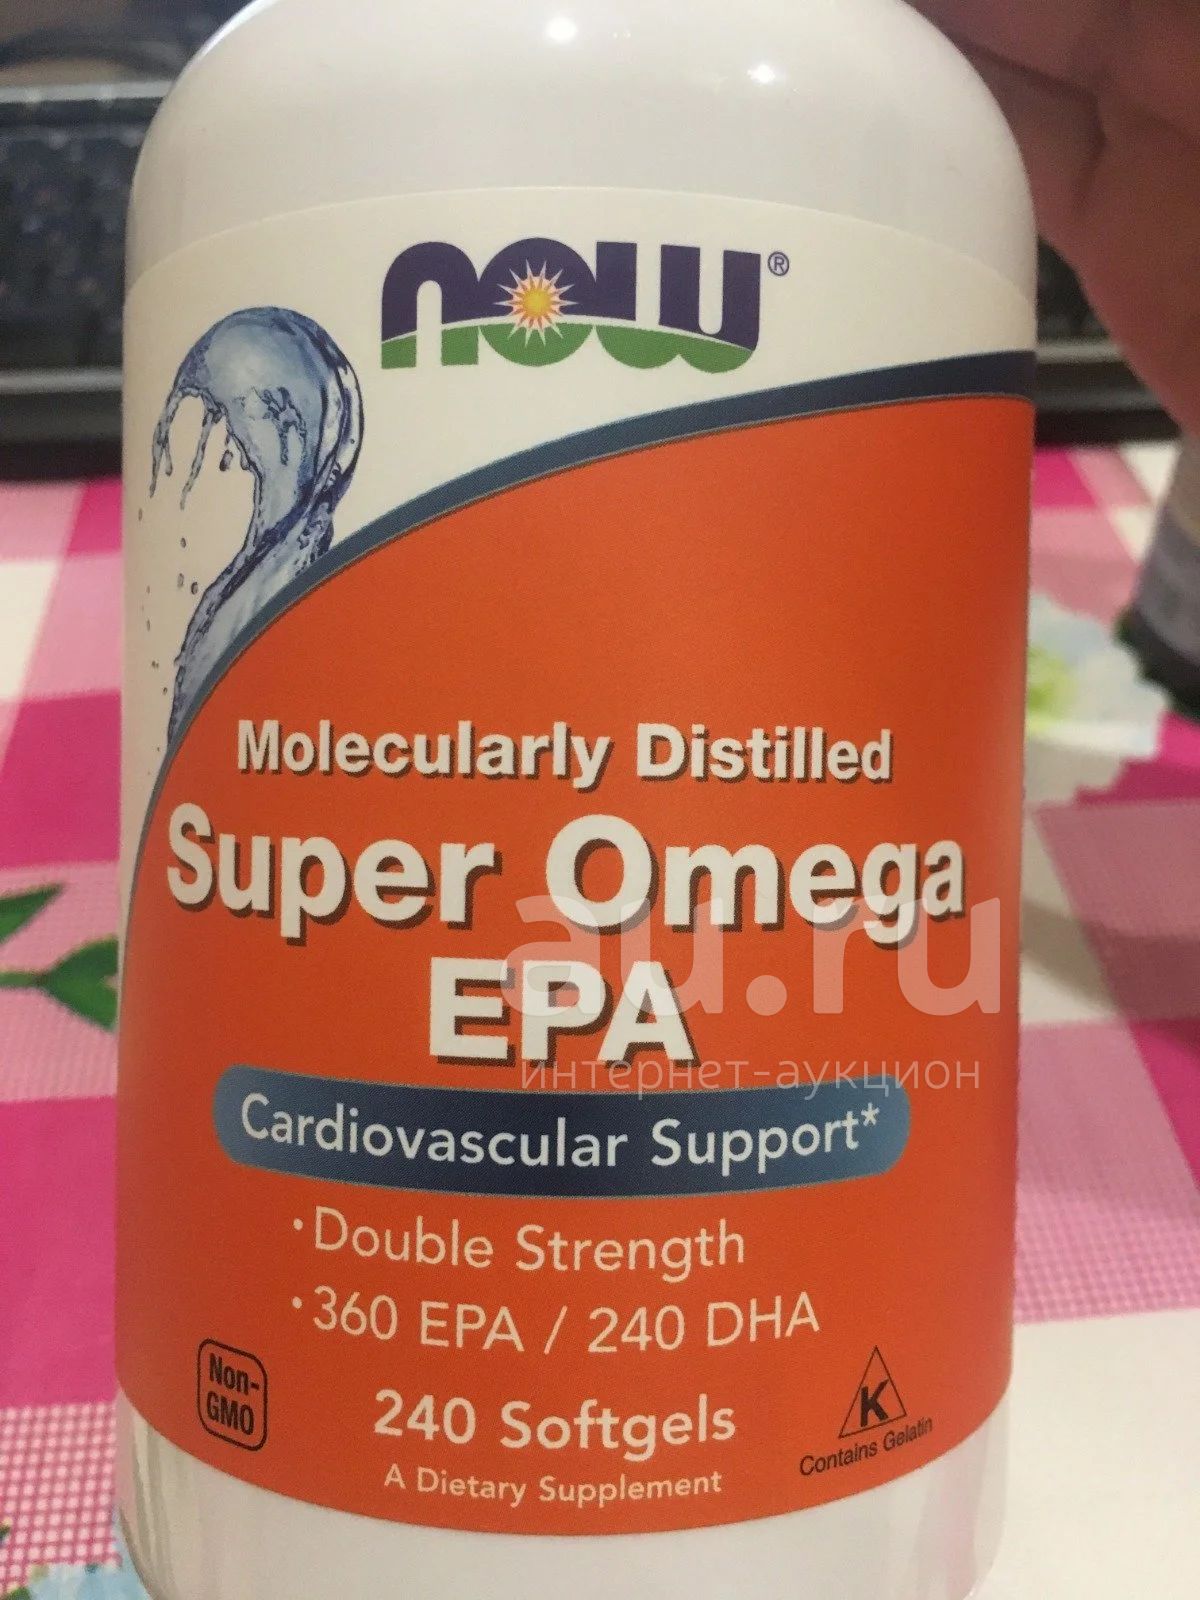 now®
Molecularly Distilled
Super Omega
EPA
au.ru
интернет-аукцион
Cardiovascular Support*
•Double Strength
•360 EPA / 240 DHA
Non-
GMO
240 Softgels
A Dietary Supplement
K
Contains Gelatin